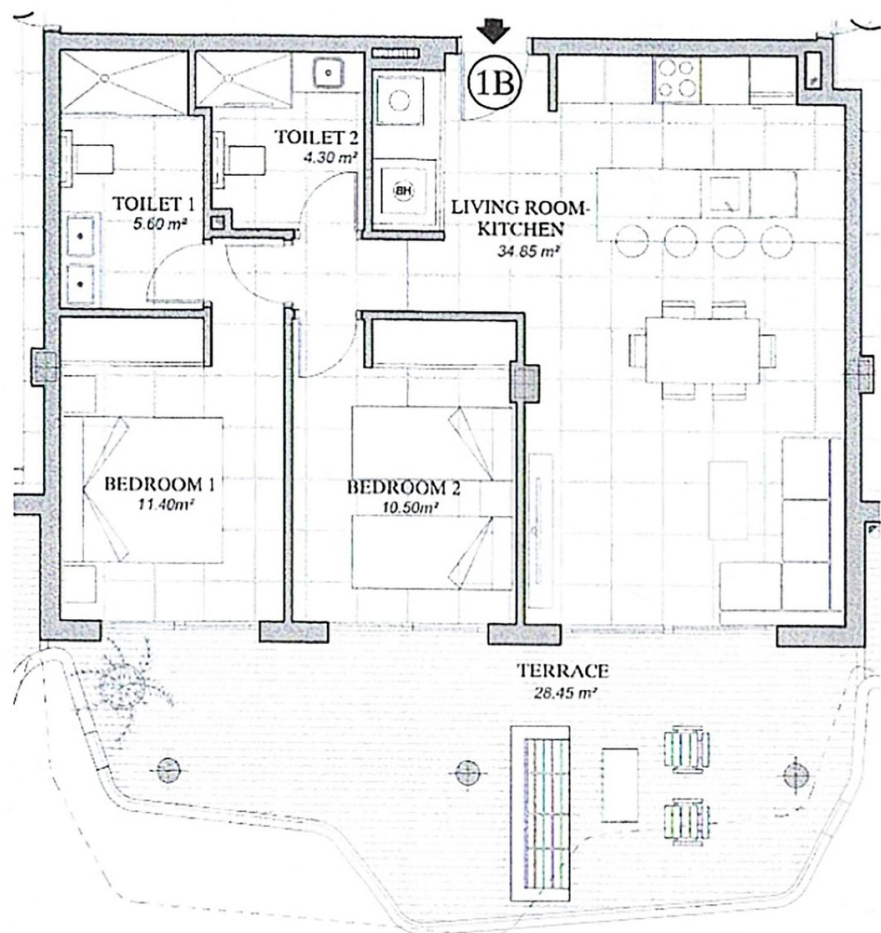 1B
TOILET 2
4.30 m²
TOILET 1
5.60 m²
LIVING ROOM-
KITCHEN
34.85 m²
BH
BEDROOM 1
11.40m²
BEDROOM 2
10.50m²
TERRACE
28.45 m²